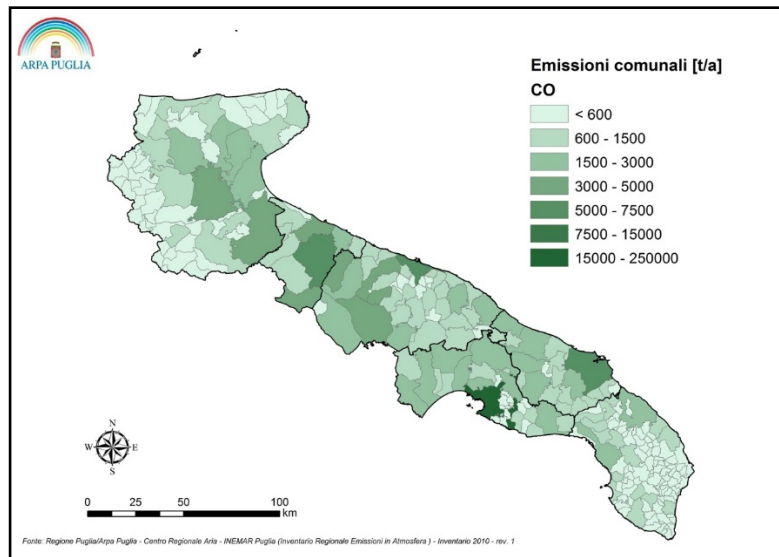 ARPA PUGLIA
Emissioni comunali [t/a]
CO
< 600
600 - 1500
1500 - 3000
3000 - 5000
5000 - 7500
7500 - 15000
15000 - 250000
N
W E
S
0 25 50 75 100
km
Fonte: Regione Puglia/Arpa Puglia - Centro Regionale Aria - INEMAR Puglia (Inventario Regionale Emissioni in Atmosfera ) - Inventario 2010 - rev. 1